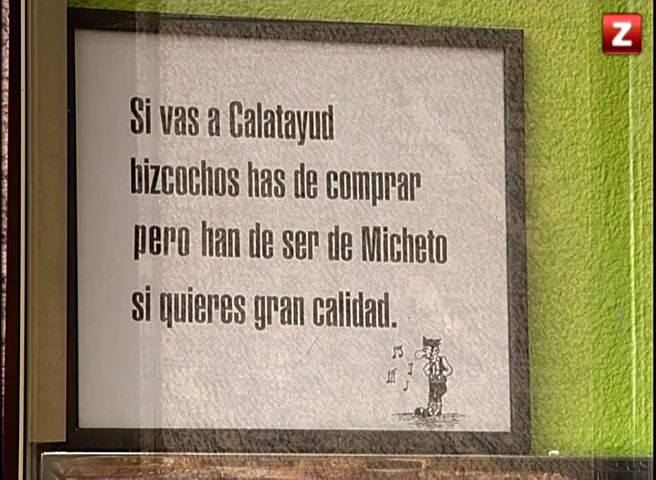 Z
Si vas a Calatayud
bizcochos has de comprar
pero han de ser de Micheto
si quieres gran calidad.